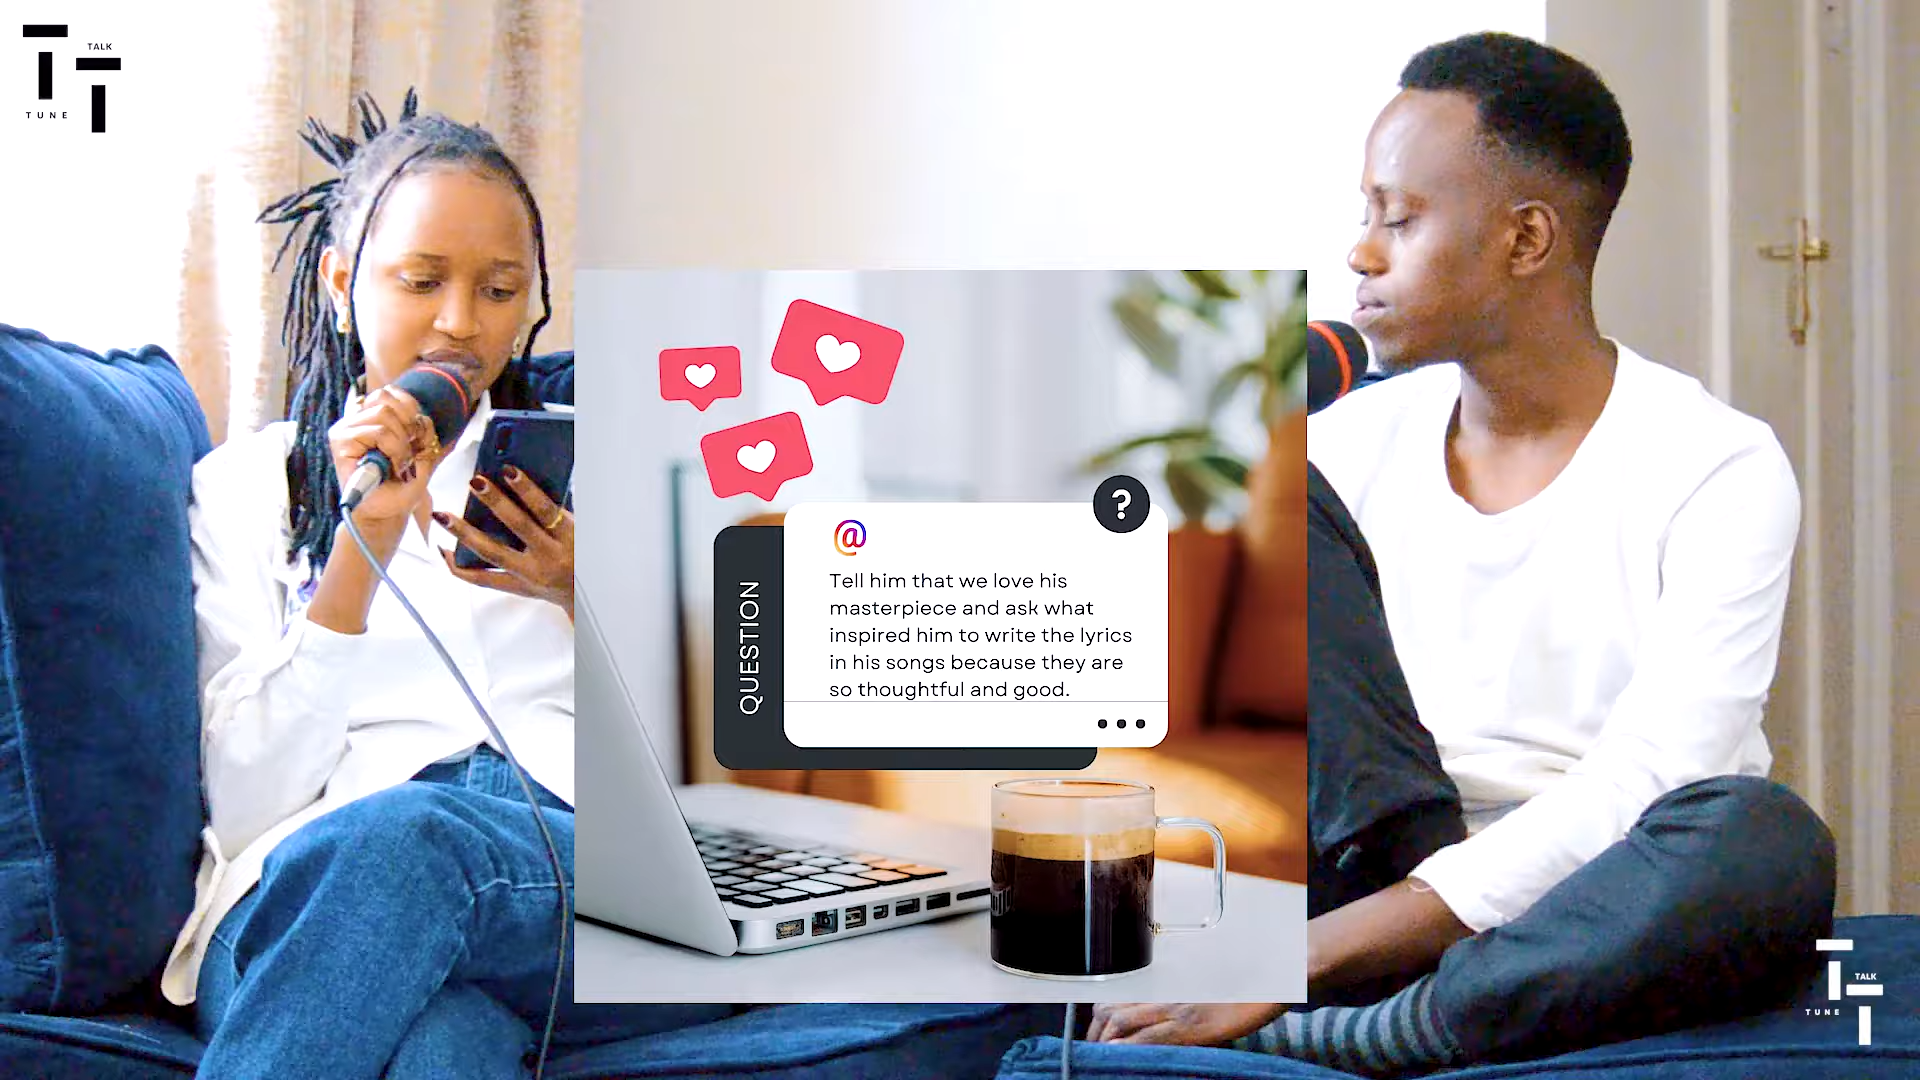 TALK
TUNE
?
@
QUESTION
Tell him that we love his
masterpiece and ask what
inspired him to write the lyrics
in his songs because they are
so thoughtful and good.
TALK
TUNE